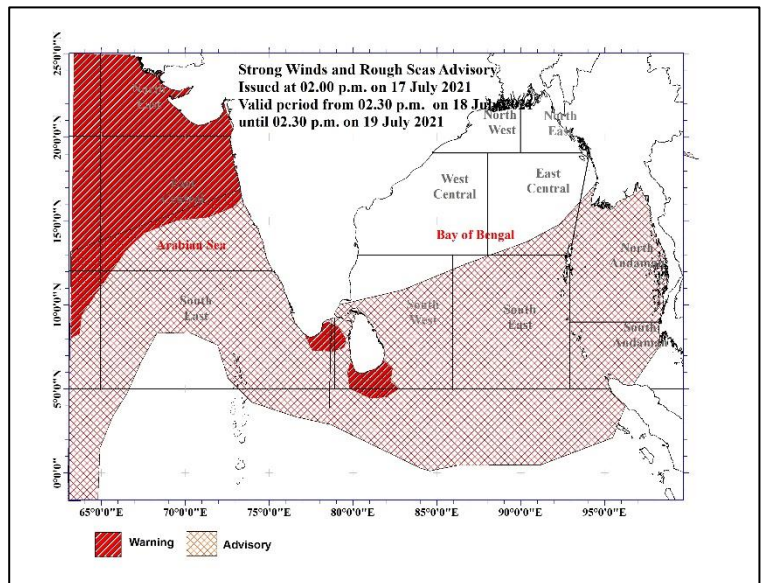 Strong Winds and Rough Seas Advisory
Issued at 02.00 p.m. on 17 July 2021
Valid period from 02.30 p.m. on 18 July 2021
until 02.30 p.m. on 19 July 2021
North
East
North
West
North
East
West
Central
East
Central
Bay of Bengal
Arabian Sea
North
Andaman
South
East
South
West
South
East
South
Andaman
25°0'0"N
20°0'0"N
15°0'0"N
10°0'0"N
5°0'0"N
0°0'0"N
65°0'0"E
70°0'0"E
75°0'0"E
80°0'0"E
85°0'0"E
90°0'0"E
95°0'0"E
Warning
Advisory